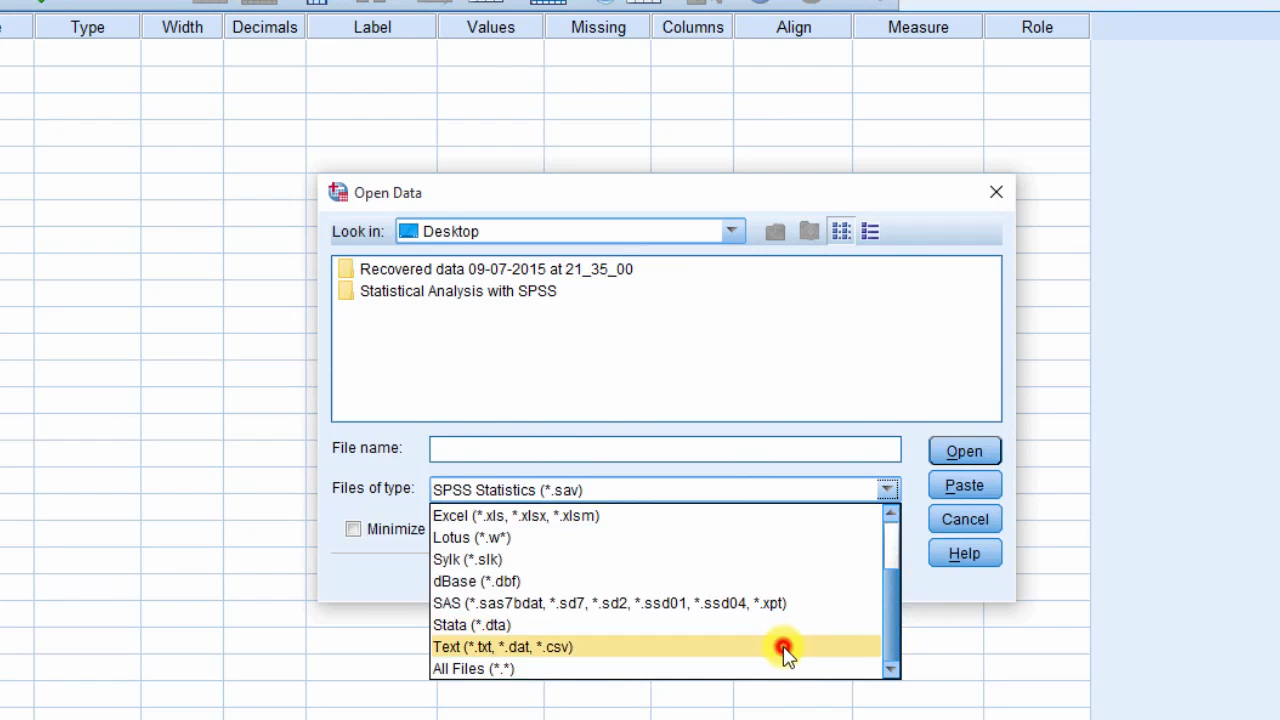 Type Width Decimals Label Values Missing Columns Align Measure Role
Open Data
Look in: Desktop
Recovered data 09-07-2015 at 21_35_00
Statistical Analysis with SPSS
File name:
Open
Files of type: SPSS Statistics (*.sav)
Paste
Excel (*.xls, *.xlsx, *.xlsm)
Cancel
Minimize
Lotus (*.w*)
Sylk (*.slk)
Help
dBase (*.dbf)
SAS (*.sas7bdat, *.sd7, *.sd2, *.ssd01, *.ssd04, *.xpt)
Stata (*.dta)
Text (*.txt, *.dat, *.csv)
All Files (*.*)